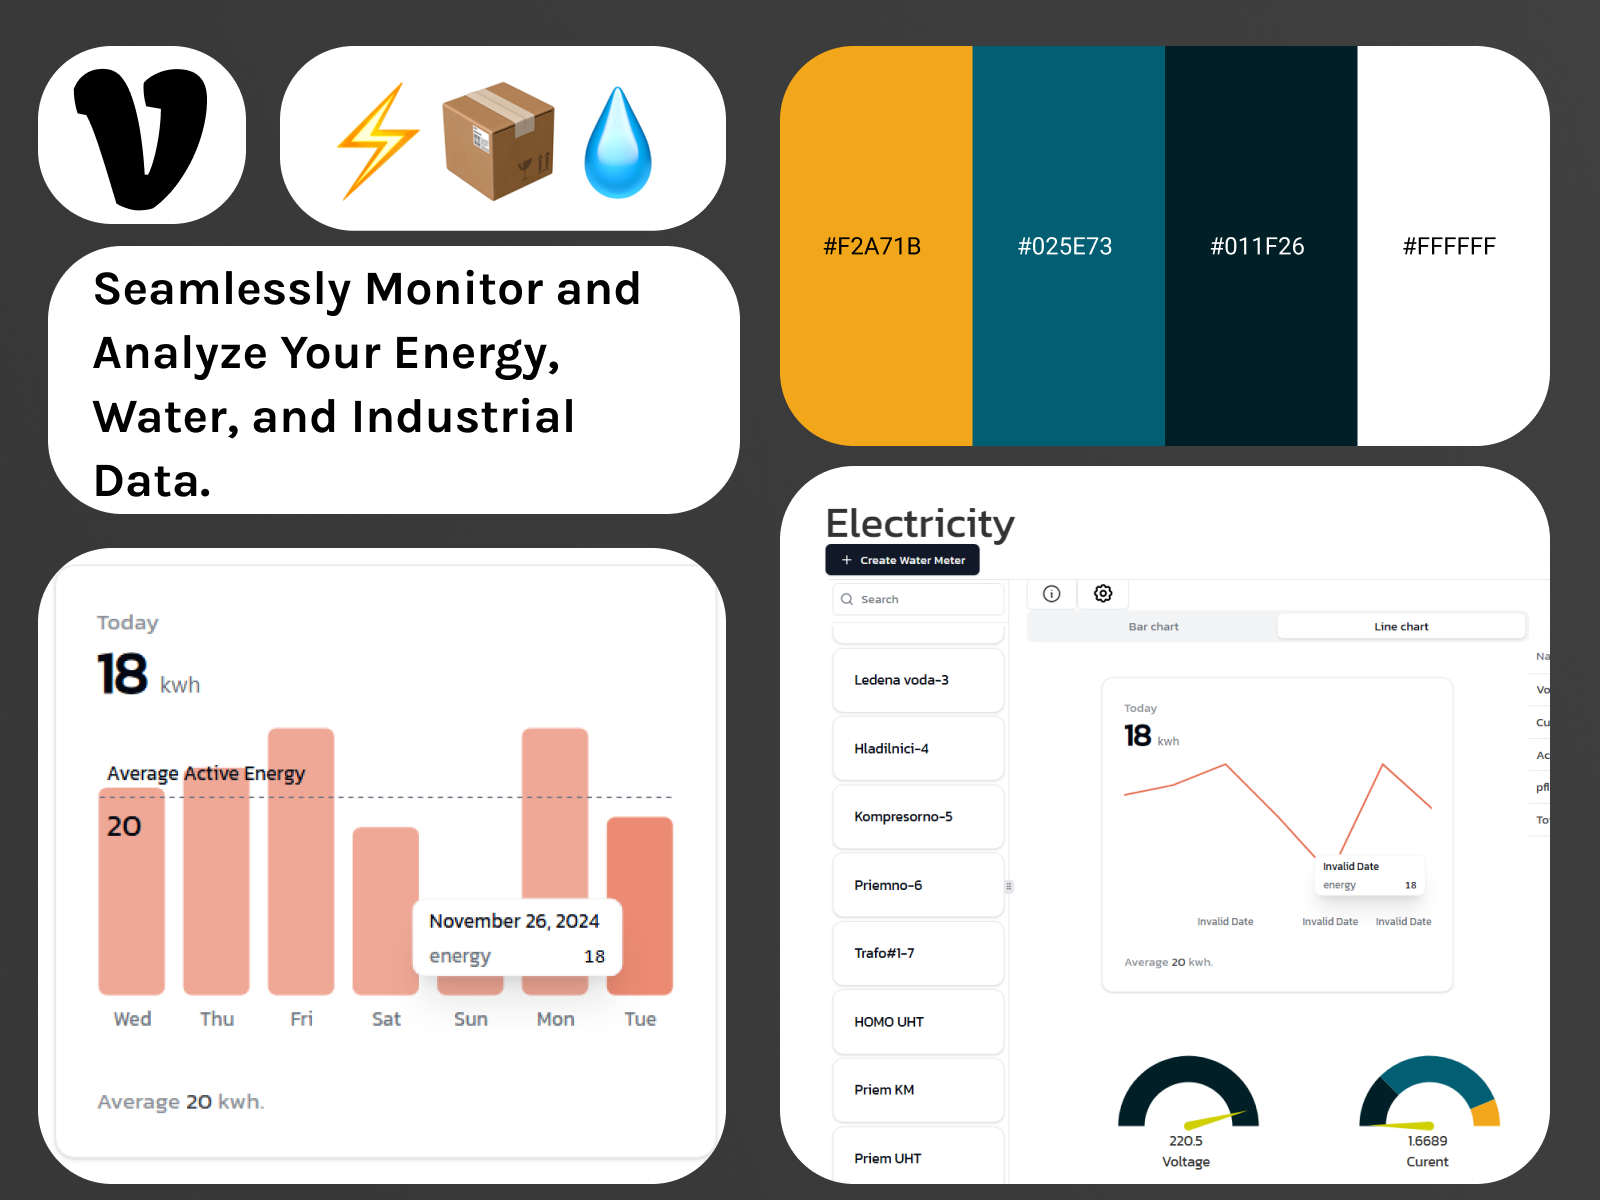 V
Seamlessly Monitor and
Analyze Your Energy,
Water, and Industrial
Data.
#F2A71B
#025E73
#011F26
#FFFFFF
Today
18 kwh
Average Active Energy
20
November 26, 2024
energy 18
Wed Thu Fri Sat Sun Mon Tue
Average 20 kwh.
Electricity
+ Create Water Meter
Search
Ledena voda-3
Hladilnici-4
Kompresorno-5
Priemno-6
Trafo#1-7
HOMO UHT
Priem KM
Priem UHT
Bar chart Line chart
Today
18 kwh
Invalid Date
energy 18
Invalid Date Invalid Date Invalid Date
Average 20 kwh.
Na
Vo
Cu
Ac
pfl
To
220.5
Voltage
1.6689
Curent